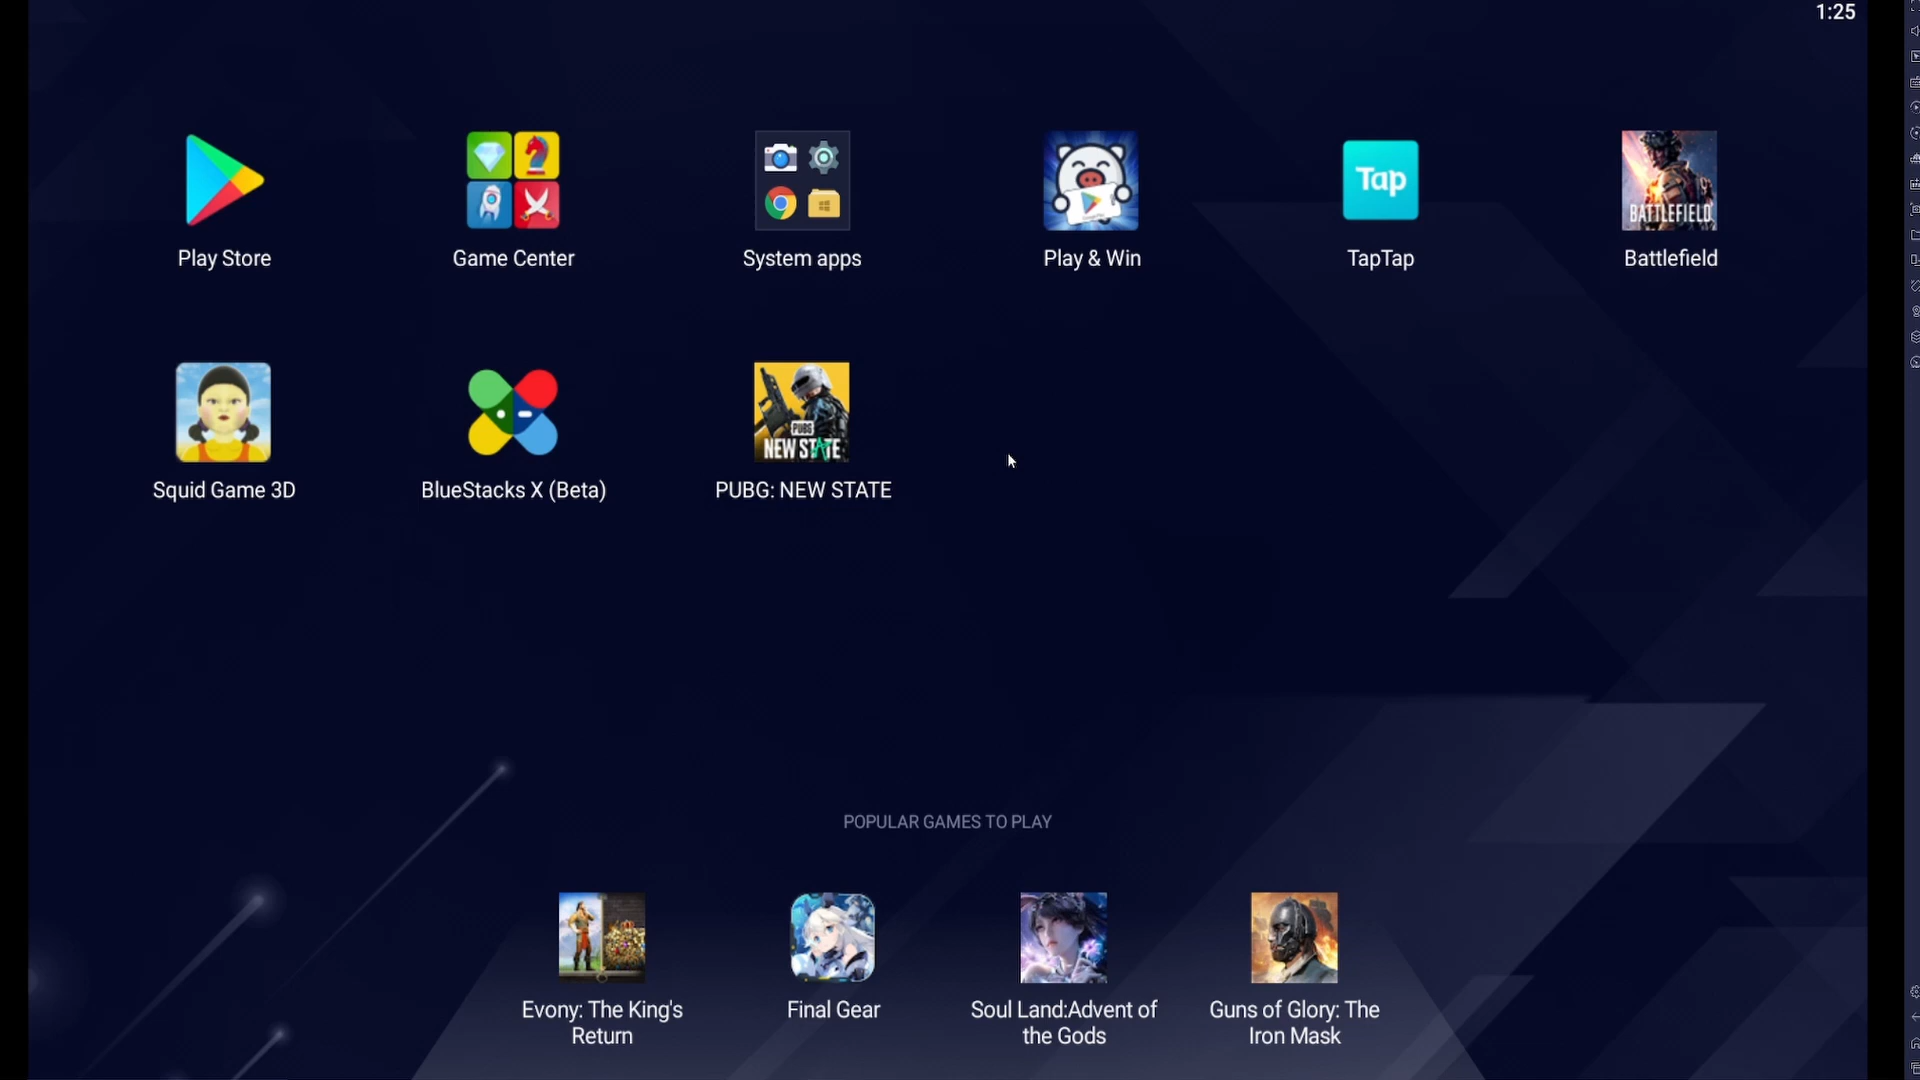 1:25
Tap
BATTLEFIELD
Play Store
Game Center
System apps
Play & Win
TapTap
Battlefield
PUBG
NEW STATE
Squid Game 3D
BlueStacks X (Beta)
PUBG: NEW STATE
POPULAR GAMES TO PLAY
Evony: The King's
Return
Final Gear
Soul Land:Advent of
the Gods
Guns of Glory: The
Iron Mask